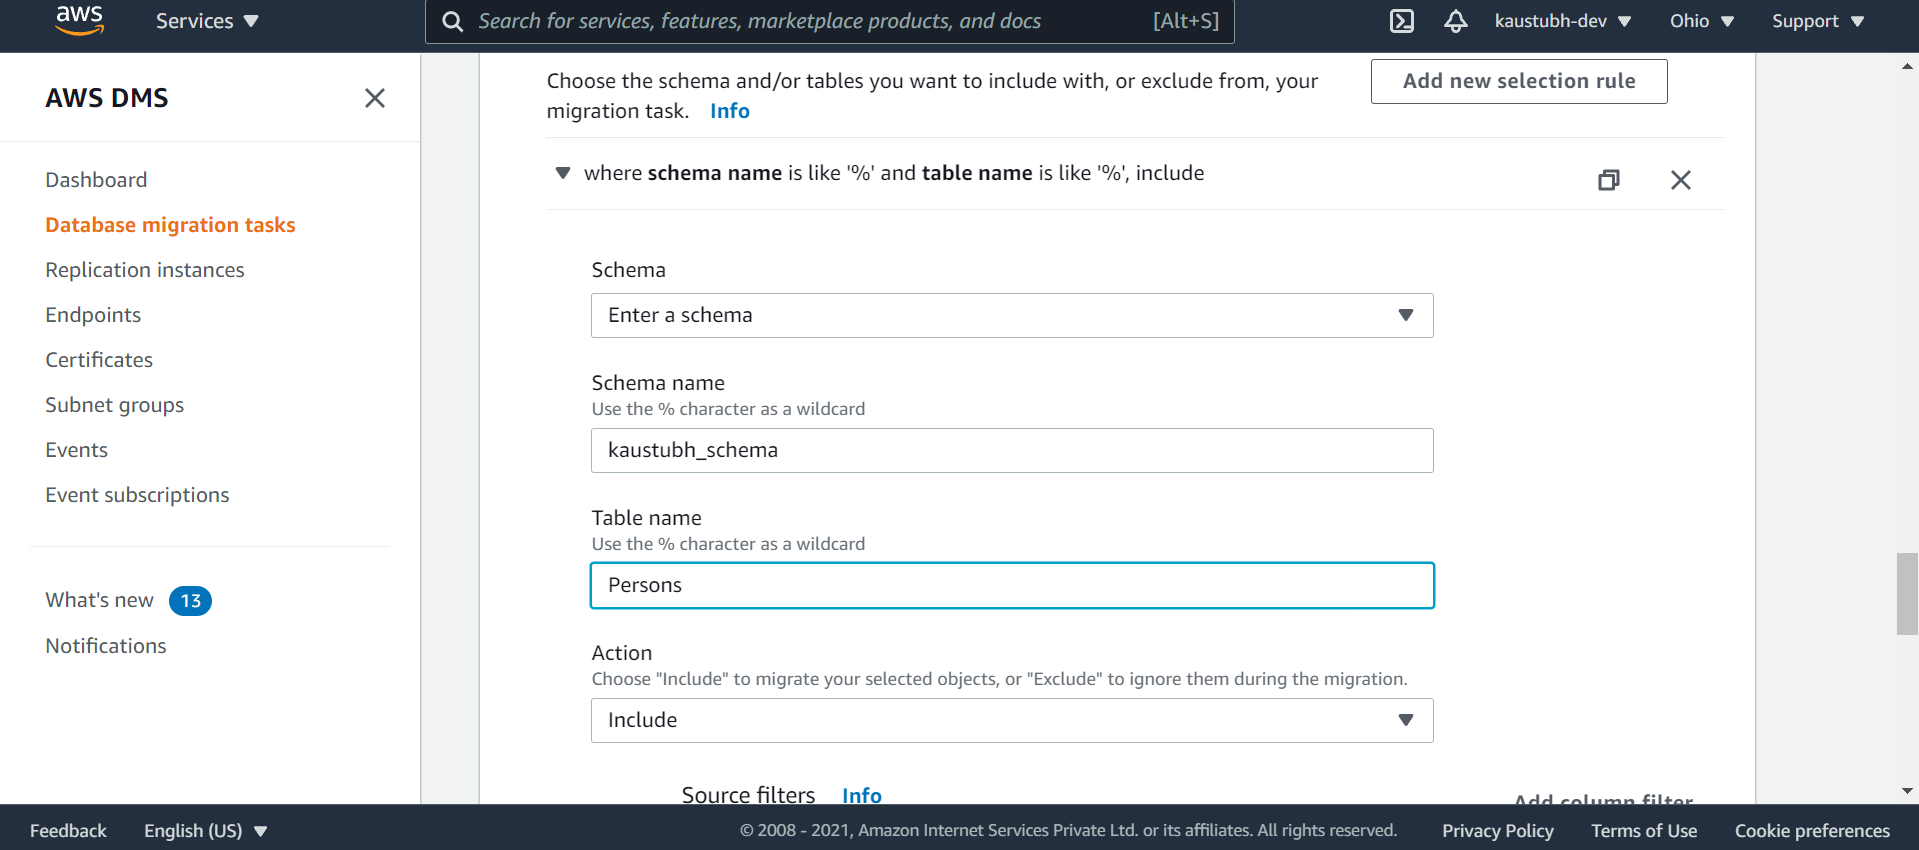 aws
Services
Search for services, features, marketplace products, and docs [Alt+S]
kaustubh-dev
Ohio
Support
AWS DMS
Dashboard
Database migration tasks
Replication instances
Endpoints
Certificates
Subnet groups
Events
Event subscriptions
What's new 13
Notifications
Choose the schema and/or tables you want to include with, or exclude from, your
migration task. Info
Add new selection rule
where schema name is like '%' and table name is like '%', include
Schema
Enter a schema
Schema name
Use the % character as a wildcard
kaustubh_schema
Table name
Use the % character as a wildcard
Persons
Action
Choose "Include" to migrate your selected objects, or "Exclude" to ignore them during the migration.
Include
Source filters Info
Add column filter
Feedback
English (US)
© 2008 - 2021, Amazon Internet Services Private Ltd. or its affiliates. All rights reserved.
Privacy Policy
Terms of Use
Cookie preferences